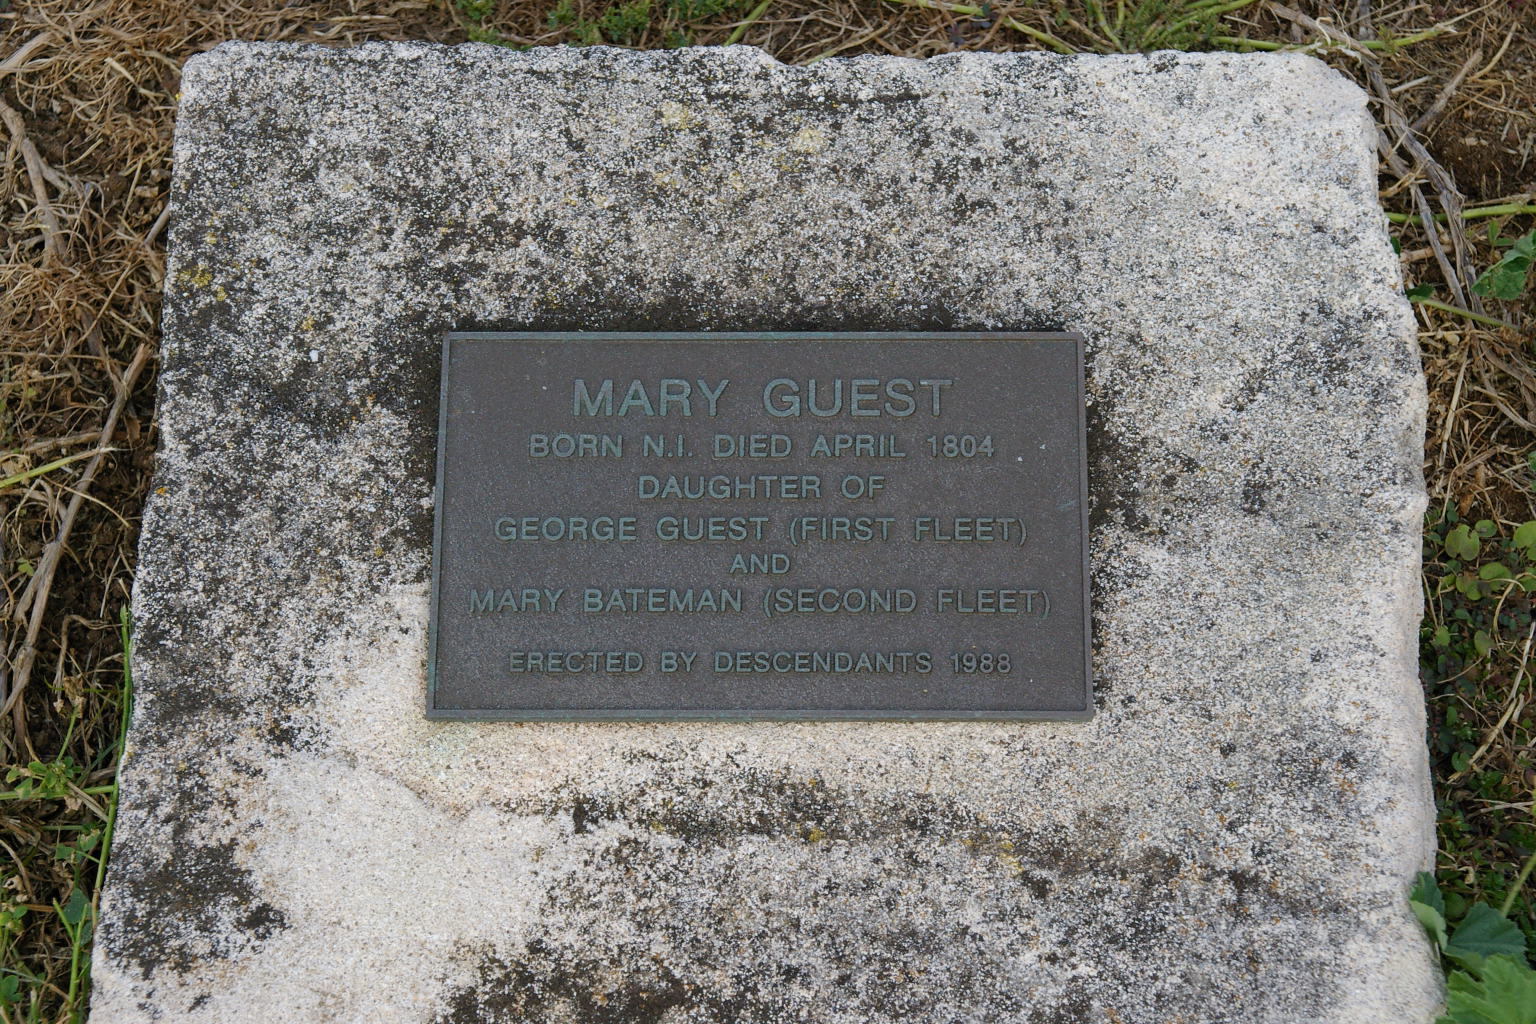 MARY GUEST
BORN N.I. DIED APRIL 1804
DAUGHTER OF
GEORGE GUEST (FIRST FLEET)
AND
MARY BATEMAN (SECOND FLEET)
ERECTED BY DESCENDANTS 1988